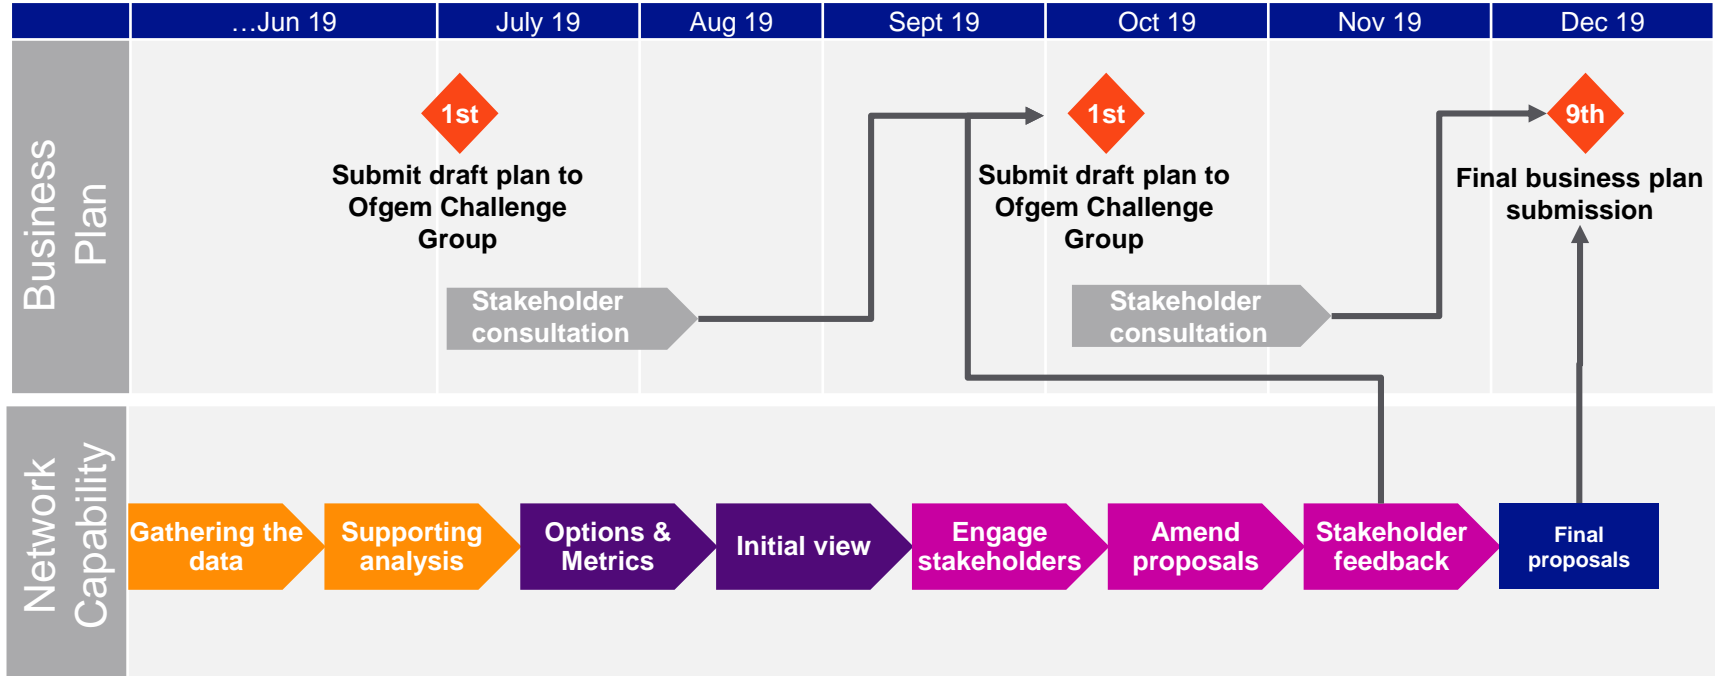 …Jun 19
July 19
Aug 19
Sept 19
Oct 19
Nov 19
Dec 19
Business
Plan
1st
Submit draft plan to
Ofgem Challenge
Group
1st
Submit draft plan to
Ofgem Challenge
Group
9th
Final business plan
submission
Stakeholder
consultation
Stakeholder
consultation
Network
Capability
Gathering the
data
Supporting
analysis
Options &
Metrics
Initial view
Engage
stakeholders
Amend
proposals
Stakeholder
feedback
Final
proposals